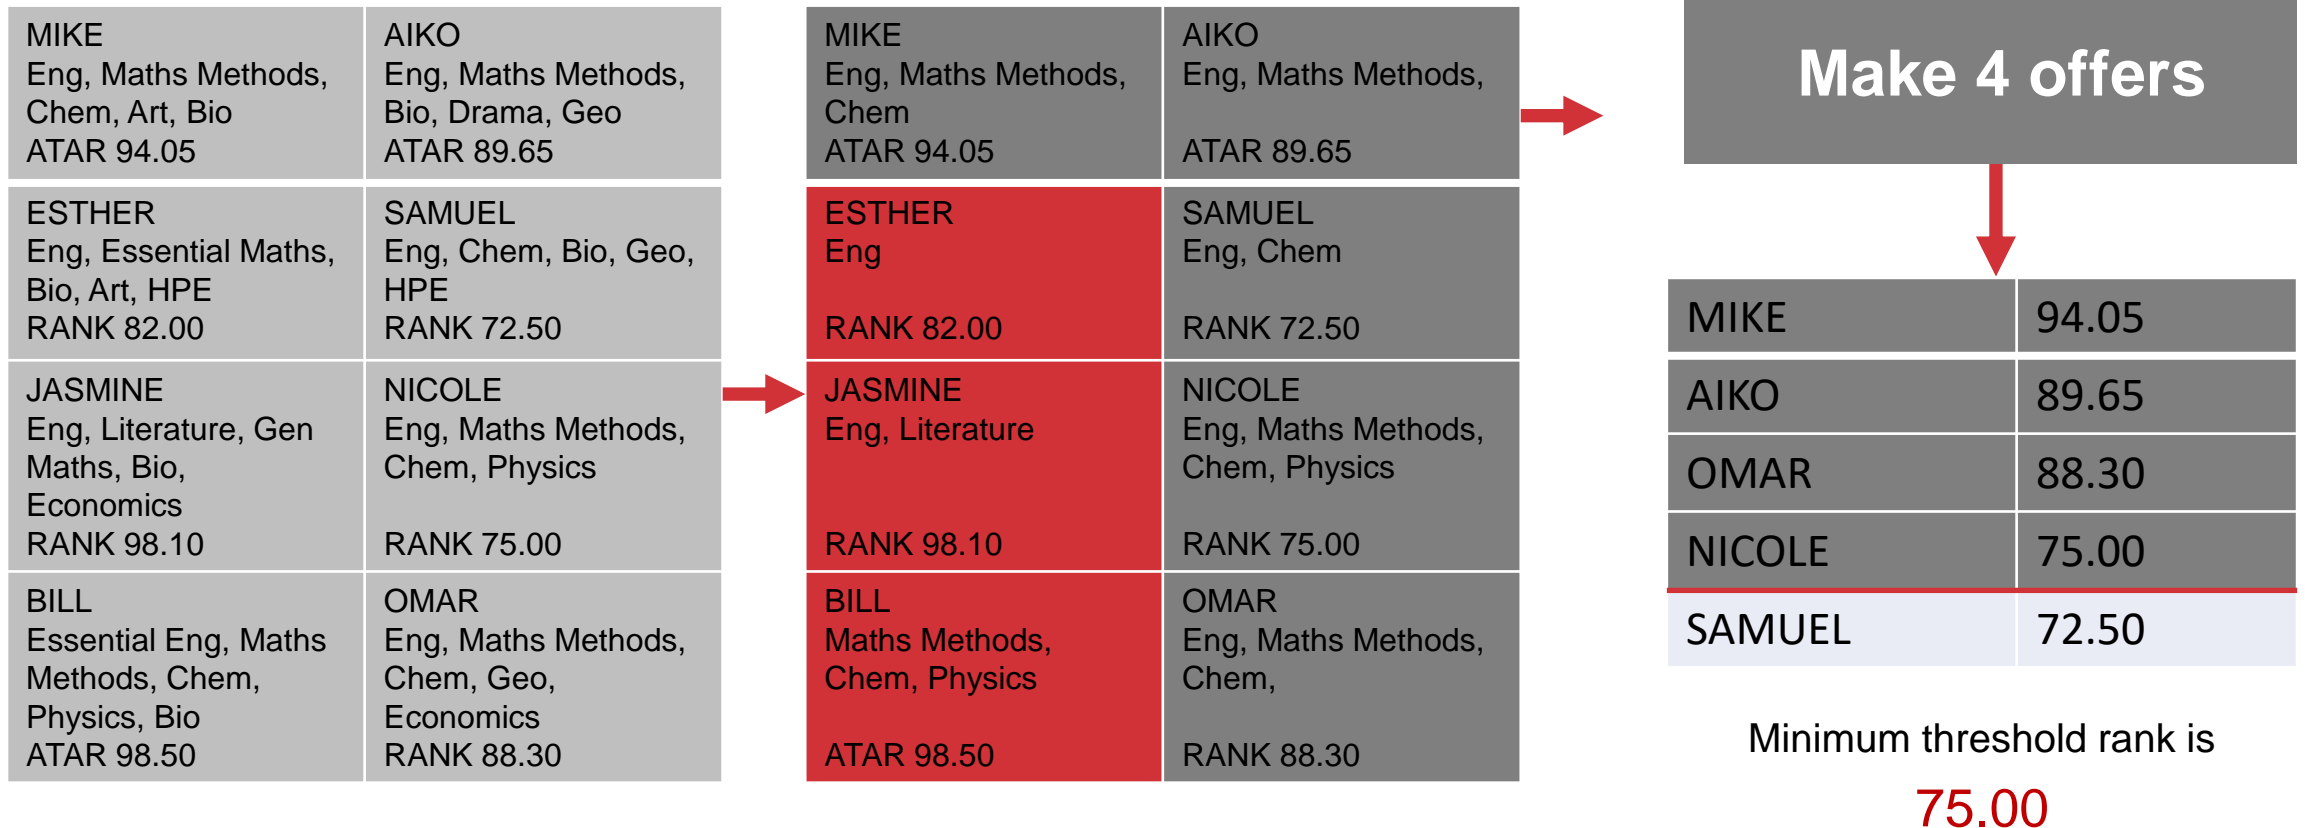 MIKE
Eng, Maths Methods,
Chem, Art, Bio
ATAR 94.05
AIKO
Eng, Maths Methods,
Bio, Drama, Geo
ATAR 89.65
ESTHER
Eng, Essential Maths,
Bio, Art, HPE
RANK 82.00
SAMUEL
Eng, Chem, Bio, Geo,
HPE
RANK 72.50
JASMINE
Eng, Literature, Gen
Maths, Bio,
Economics
RANK 98.10
NICOLE
Eng, Maths Methods,
Chem, Physics
RANK 75.00
BILL
Essential Eng, Maths
Methods, Chem,
Physics, Bio
ATAR 98.50
OMAR
Eng, Maths Methods,
Chem, Geo,
Economics
RANK 88.30
MIKE
Eng, Maths Methods,
Chem
ATAR 94.05
AIKO
Eng, Maths Methods,
ATAR 89.65
ESTHER
Eng
RANK 82.00
SAMUEL
Eng, Chem
RANK 72.50
JASMINE
Eng, Literature
RANK 98.10
NICOLE
Eng, Maths Methods,
Chem, Physics
RANK 75.00
BILL
Maths Methods,
Chem, Physics
ATAR 98.50
OMAR
Eng, Maths Methods,
Chem,
RANK 88.30
Make 4 offers
MIKE 94.05
AIKO 89.65
OMAR 88.30
NICOLE 75.00
SAMUEL 72.50
Minimum threshold rank is
75.00